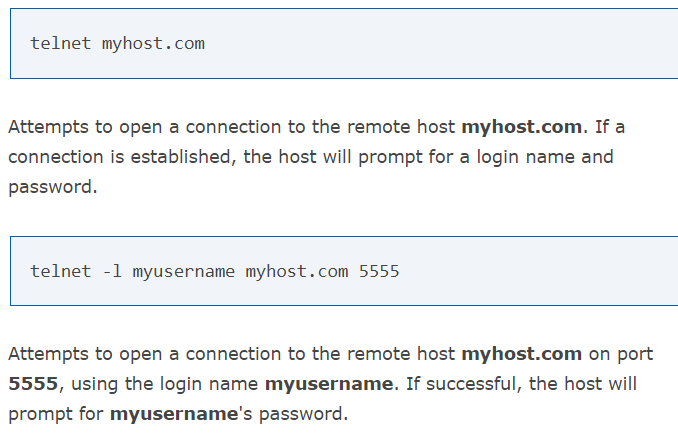 telnet myhost.com
Attempts to open a connection to the remote host myhost.com. If a
connection is established, the host will prompt for a login name and
password.
telnet -l myusername myhost.com 5555
Attempts to open a connection to the remote host myhost.com on port
5555, using the login name myusername. If successful, the host will
prompt for myusername's password.